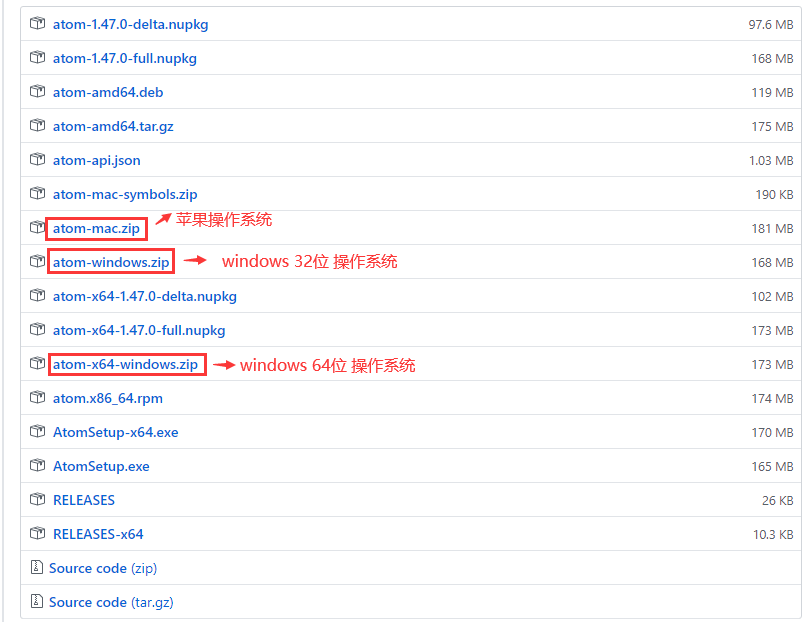 atom-1.47.0-delta.nupkg 97.6 MB
atom-1.47.0-full.nupkg 168 MB
atom-amd64.deb 119 MB
atom-amd64.tar.gz 175 MB
atom-api.json 1.03 MB
atom-mac-symbols.zip 190 KB
苹果操作系统
atom-mac.zip 181 MB
atom-windows.zip windows 32位 操作系统 168 MB
atom-x64-1.47.0-delta.nupkg 102 MB
atom-x64-1.47.0-full.nupkg 173 MB
atom-x64-windows.zip windows 64位 操作系统 173 MB
atom.x86_64.rpm 174 MB
AtomSetup-x64.exe 170 MB
AtomSetup.exe 165 MB
RELEASES 26 KB
RELEASES-x64 10.3 KB
Source code (zip)
Source code (tar.gz)